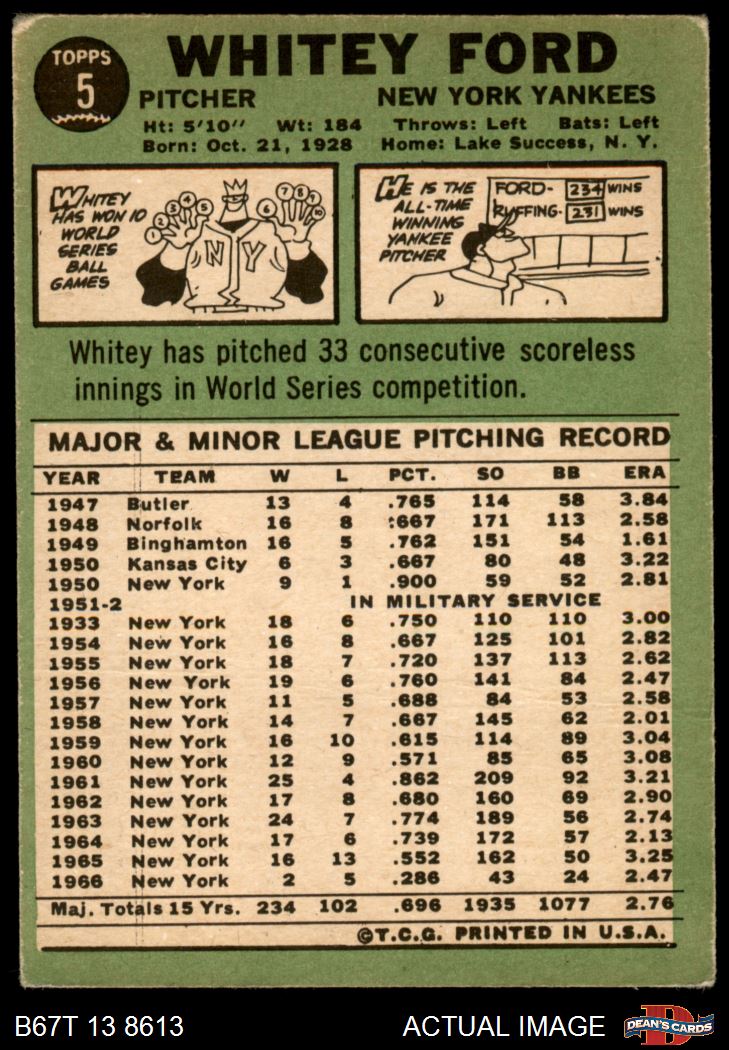 TOPPS
5
WHITEY FORD
PITCHER NEW YORK YANKEES
Ht: 5'10" Wt: 184 Throws: Left Bats: Left
Born: Oct. 21, 1928 Home: Lake Success, N. Y.
WHITEY
HAS WON 10
WORLD
SERIES
BALL
GAMES
1 2 3 4 5 6 7 8 9 10
NY
HE IS THE
ALL-TIME
WINNING
YANKEE
PITCHER
FORD- 234 WINS
RUFFING- 231 WINS
Whitey has pitched 33 consecutive scoreless
innings in World Series competition.
MAJOR & MINOR LEAGUE PITCHING RECORD
YEAR TEAM W L PCT. SO BB ERA
1947 Butler 13 4 .765 114 58 3.84
1948 Norfolk 16 8 .667 171 113 2.58
1949 Binghamton 16 5 .762 151 54 1.61
1950 Kansas City 6 3 .667 80 48 3.22
1950 New York 9 1 .900 59 52 2.81
1951-2 IN MILITARY SERVICE
1933 New York 18 6 .750 110 110 3.00
1954 New York 16 8 .667 125 101 2.82
1955 New York 18 7 .720 137 113 2.62
1956 New York 19 6 .760 141 84 2.47
1957 New York 11 5 .688 84 53 2.58
1958 New York 14 7 .667 145 62 2.01
1959 New York 16 10 .615 114 89 3.04
1960 New York 12 9 .571 85 65 3.08
1961 New York 25 4 .862 209 92 3.21
1962 New York 17 8 .680 160 69 2.90
1963 New York 24 7 .774 189 56 2.74
1964 New York 17 6 .739 172 57 2.13
1965 New York 16 13 .552 162 50 3.25
1966 New York 2 5 .286 43 24 2.47
Maj. Totals 15 Yrs. 234 102 .696 1935 1077 2.76
©T.C.G. PRINTED IN U.S.A.
B67T 13 8613 ACTUAL IMAGE
D
DEAN'S CARDS